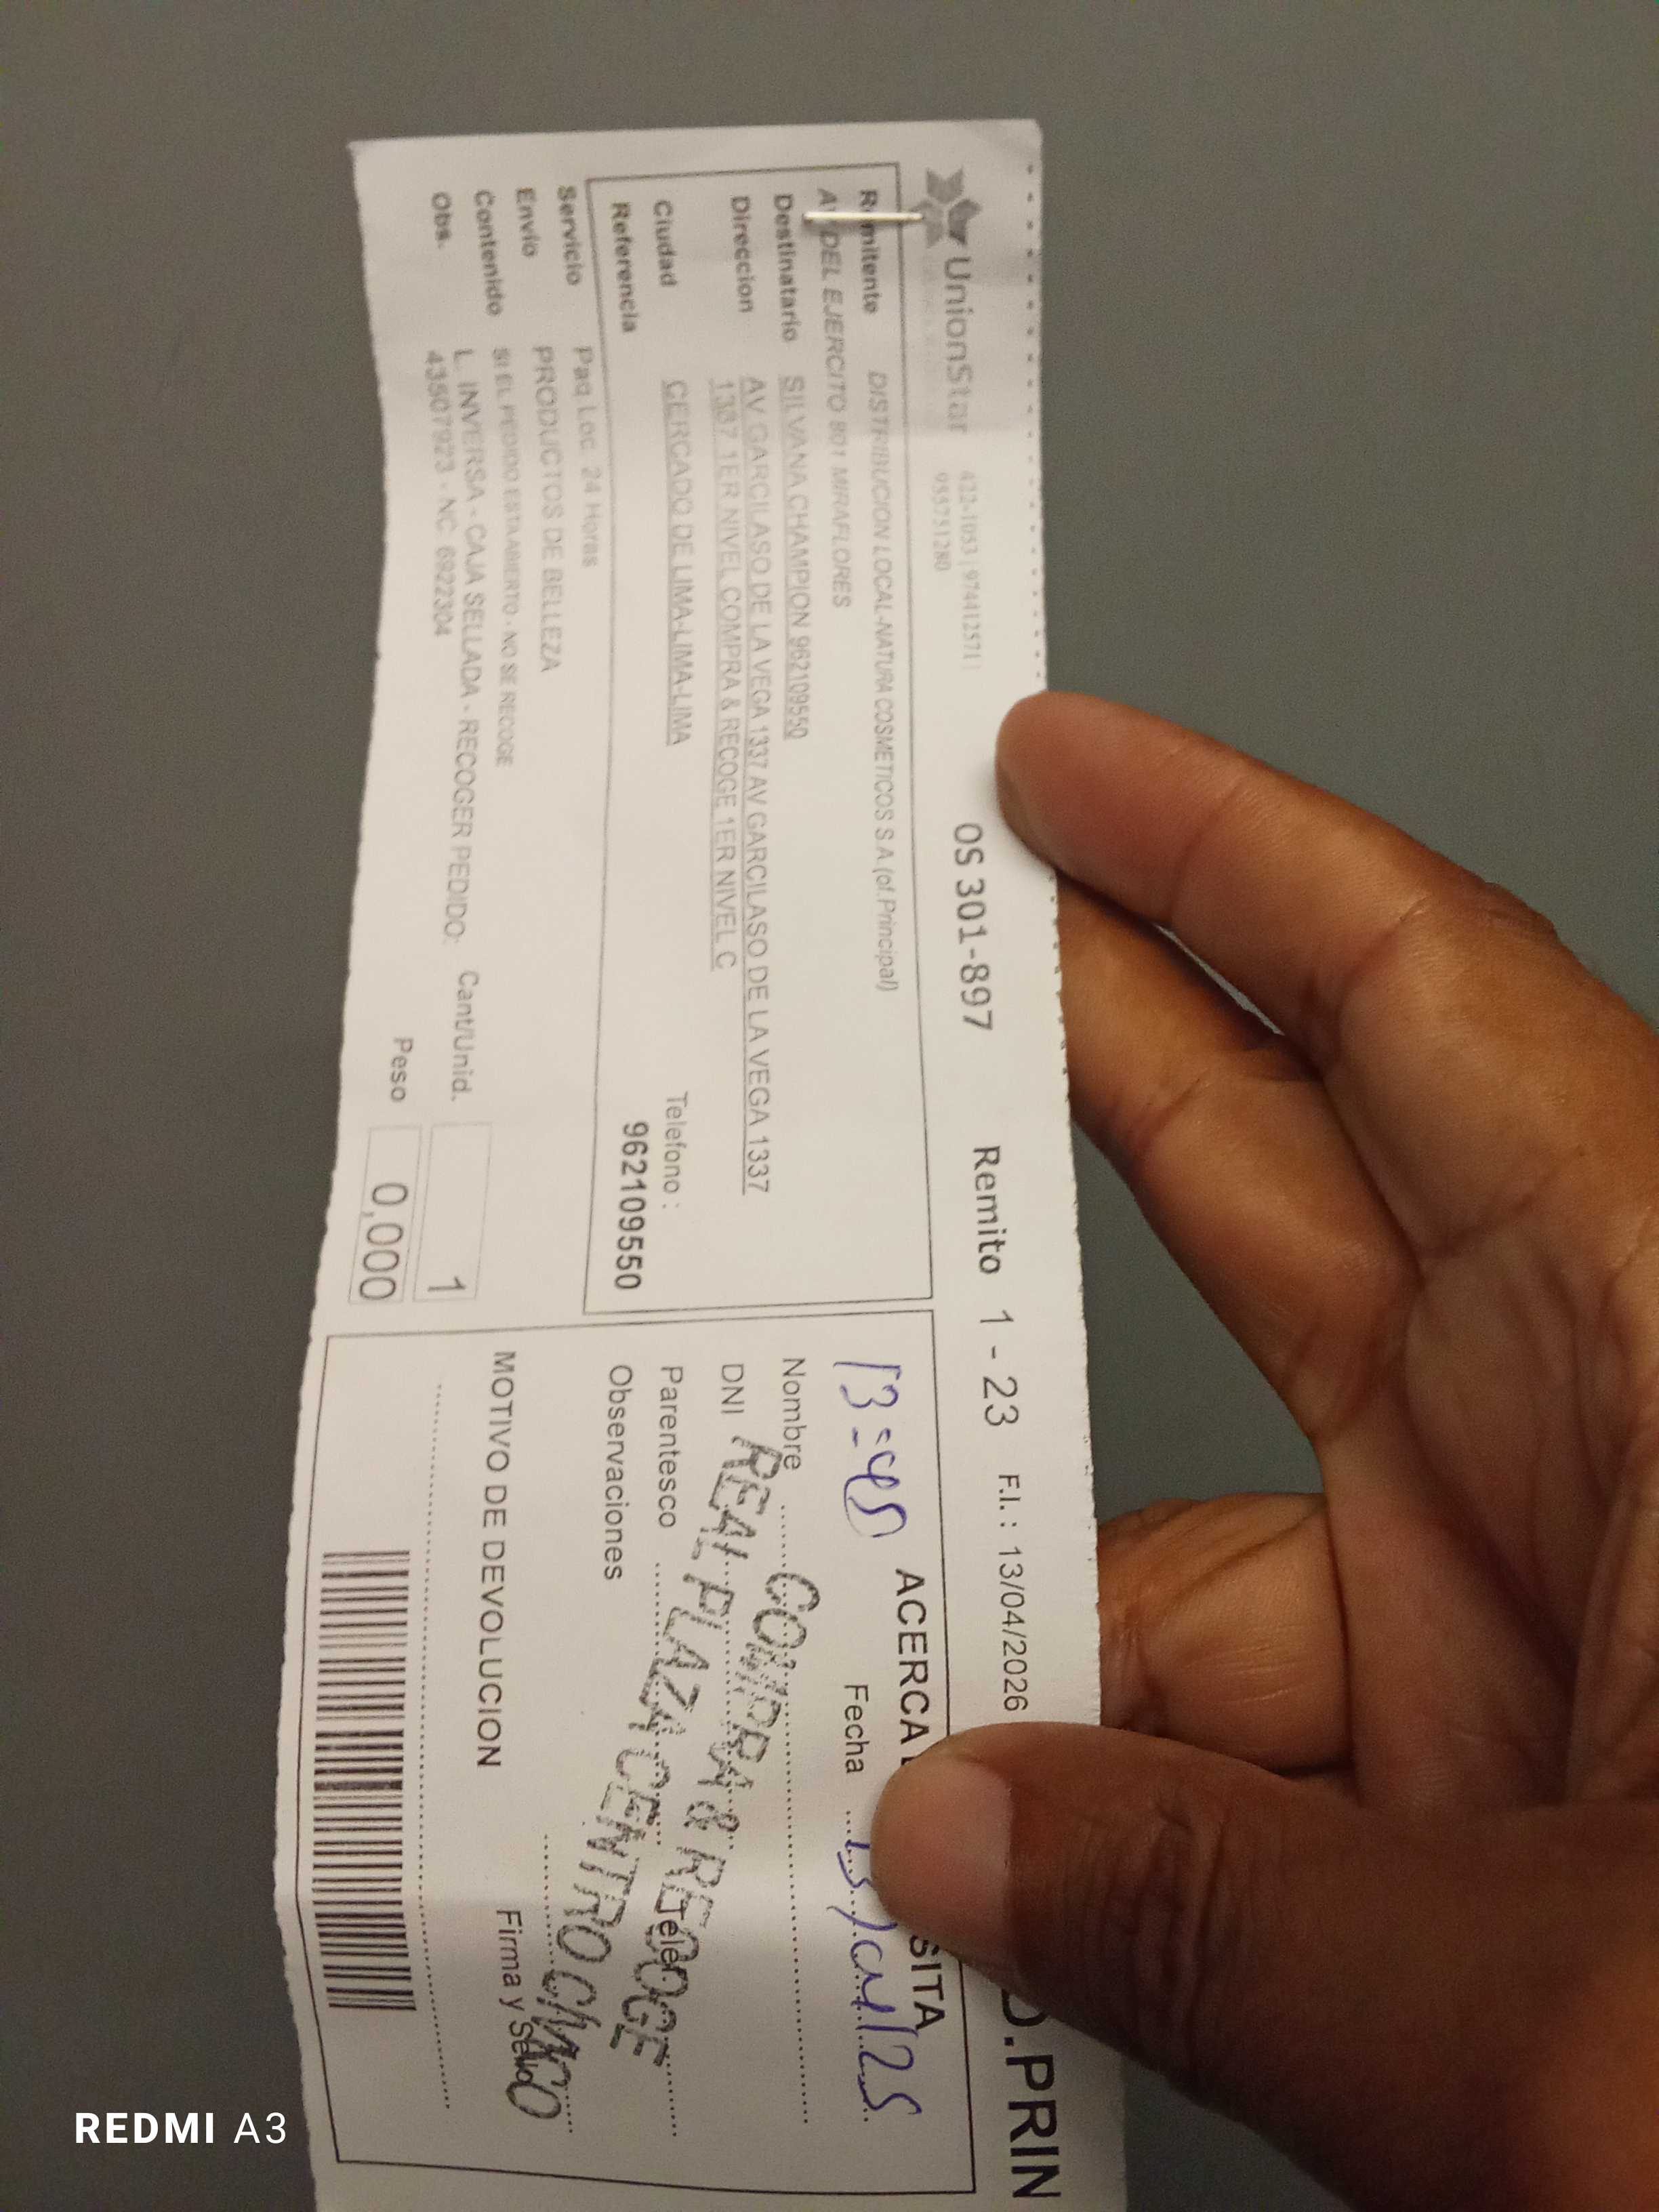 UnionStar
422-1053 | 974412571 |
955751280
OS 301-897 Remito 1 - 23 F.I. : 13/04/2026
.PRIN
Remitente DISTRIBUCION LOCAL-NATURA COSMETICOS S.A.(of.Principal)
DEL EJERCITO 801 MIRAFLORES
Destinatario SILVANA CHAMPION 962109550
Direccion AV GARCILASO DE LA VEGA 1337 AV GARCILASO DE LA VEGA 1337
1337 1ER NIVEL COMPRA & RECOGE 1ER NIVEL C
Ciudad CERCADO DE LIMA-LIMA-LIMA
Telefono :
Referencia 962109550
Servicio Paq Loc. 24 Horas
Envio PRODUCTOS DE BELLEZA
Contenido SI EL PEDIDO ESTA ABIERTO - NO SE RECOGE
Obs. L. INVERSA - CAJA SELLADA - RECOGER PEDIDO:
43507923 - NC 6922304
Cant/Unid. 1
Peso 0,000
ACERCA SITA
Fecha
Nombre
DNI
Parentesco
Telef
Observaciones
COMPRA & RECOGE
REAL PLAZA CENTRO CIVICO
MOTIVO DE DEVOLUCION
Firma y Sello
REDMI A3